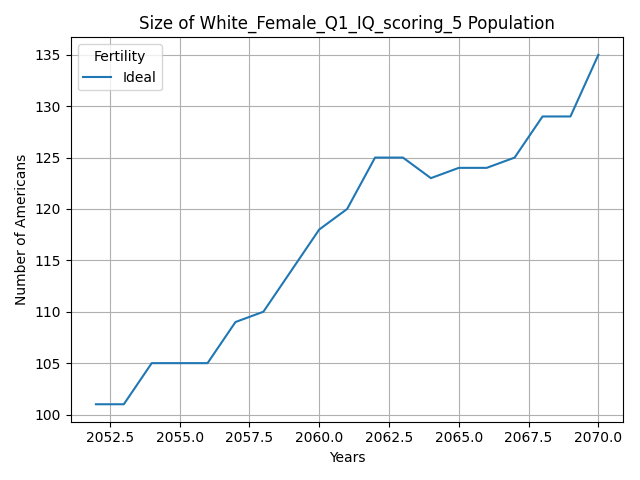 Size of White_Female_Q1_IQ_scoring_5 Population
Fertility
Ideal
Number of Americans
135
130
125
120
115
110
105
100
2052.5 2055.0 2057.5 2060.0 2062.5 2065.0 2067.5 2070.0
Years